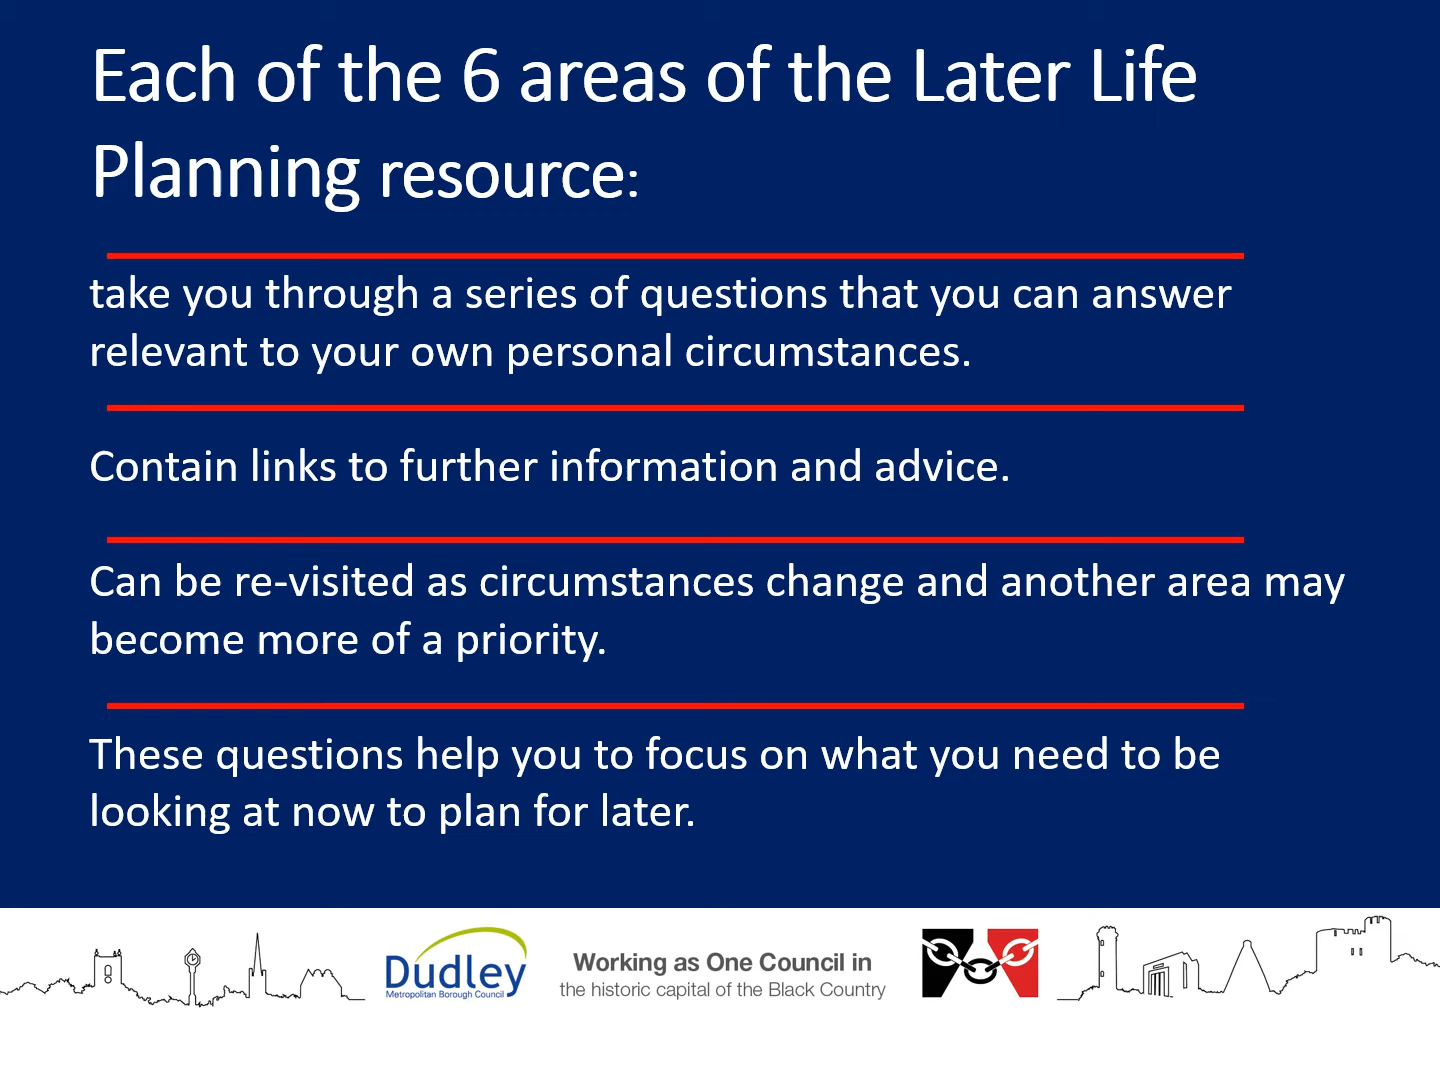 Each of the 6 areas of the Later Life
Planning resource:
take you through a series of questions that you can answer
relevant to your own personal circumstances.
Contain links to further information and advice.
Can be re-visited as circumstances change and another area may
become more of a priority.
These questions help you to focus on what you need to be
looking at now to plan for later.
Dudley
Metropolitan Borough Council
Working as One Council in
the historic capital of the Black Country